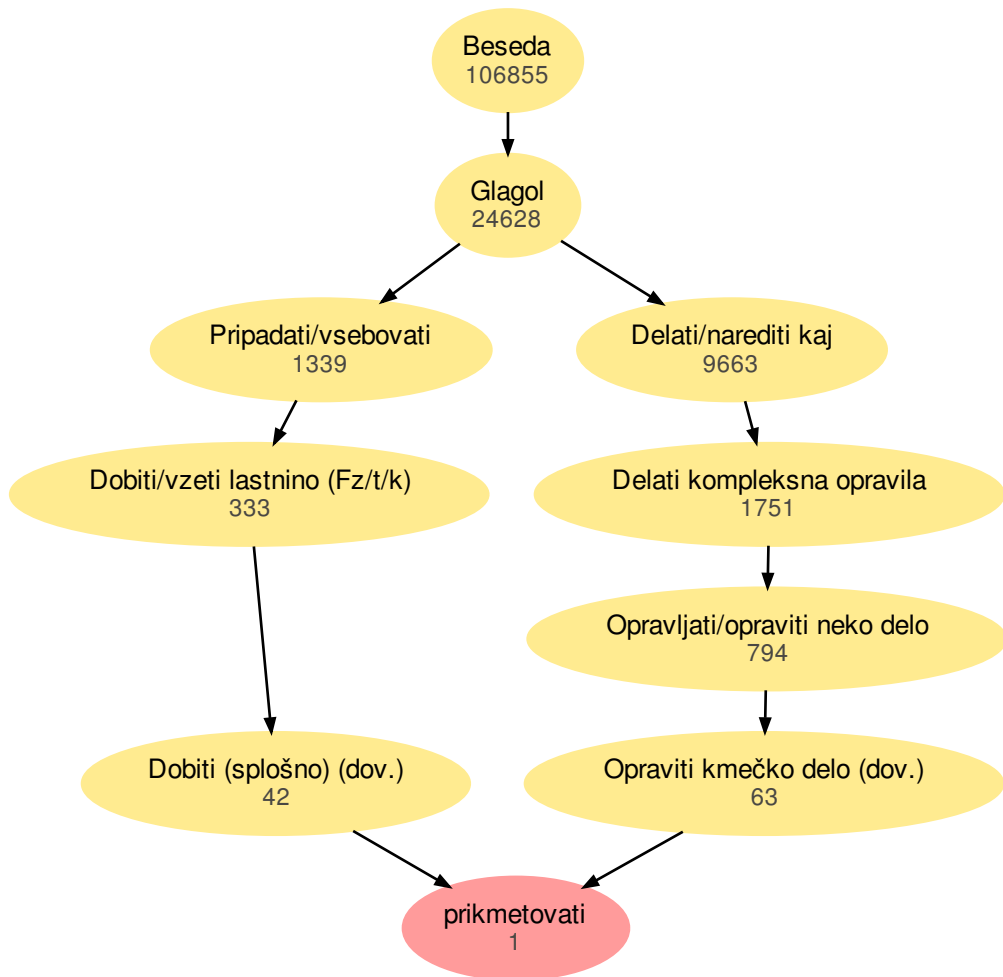 Beseda
106855
Glagol
24628
Pripadati/vsebovati
1339
Delati/narediti kaj
9663
Dobiti/vzeti lastnino (Fz/t/k)
333
Delati kompleksna opravila
1751
Opravljati/opraviti neko delo
794
Dobiti (splošno) (dov.)
42
Opraviti kmečko delo (dov.)
63
prikmetovati
1